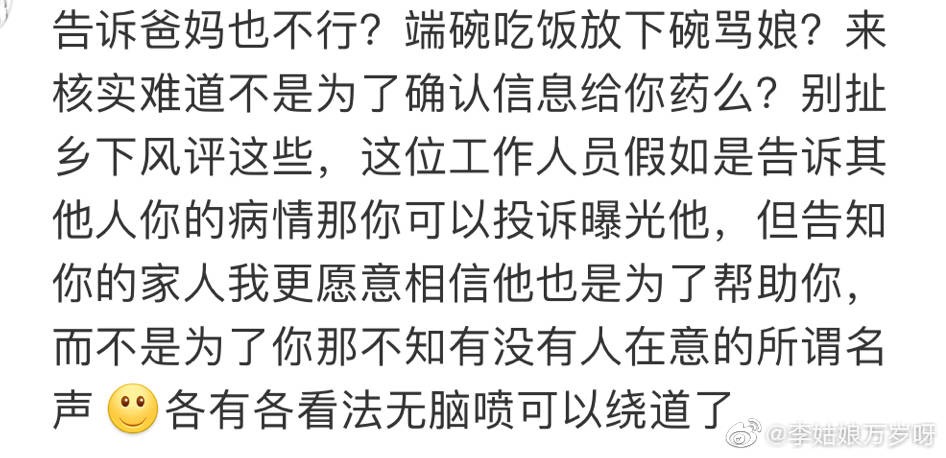 告诉爸妈也不行？端碗吃饭放下碗骂娘？来
核实难道不是为了确认信息给你药么？别扯
乡下风评这些，这位工作人员假如是告诉其
他人你的病情那你可以投诉曝光他，但告知
你的家人我更愿意相信他也是为了帮助你，
而不是为了你那不知有没有人在意的所谓名
声🙂各有各看法无脑喷可以绕道了
@李姑娘万岁呀